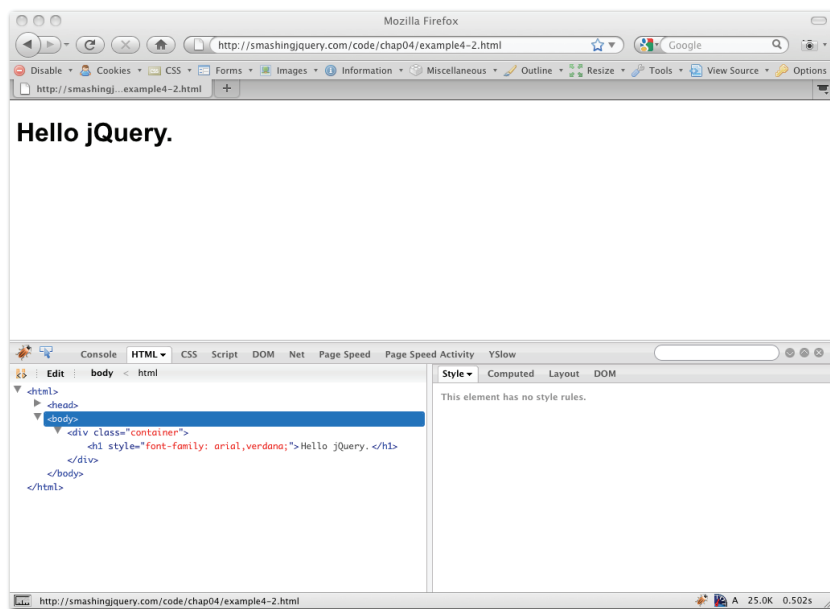 Mozilla Firefox
http://smashingjquery.com/code/chap04/example4-2.html Google
Disable Cookies CSS Forms Images Information Miscellaneous Outline Resize Tools View Source Options
http://smashingj...example4-2.html +
Hello jQuery.
Console HTML CSS Script DOM Net Page Speed Page Speed Activity YSlow
Edit body < html Style Computed Layout DOM
<html>
<head>
<body>
<div class="container">
<h1 style="font-family: arial,verdana;">Hello jQuery.</h1>
</div>
</body>
</html>
This element has no style rules.
http://smashingjquery.com/code/chap04/example4-2.html A 25.0K 0.502s